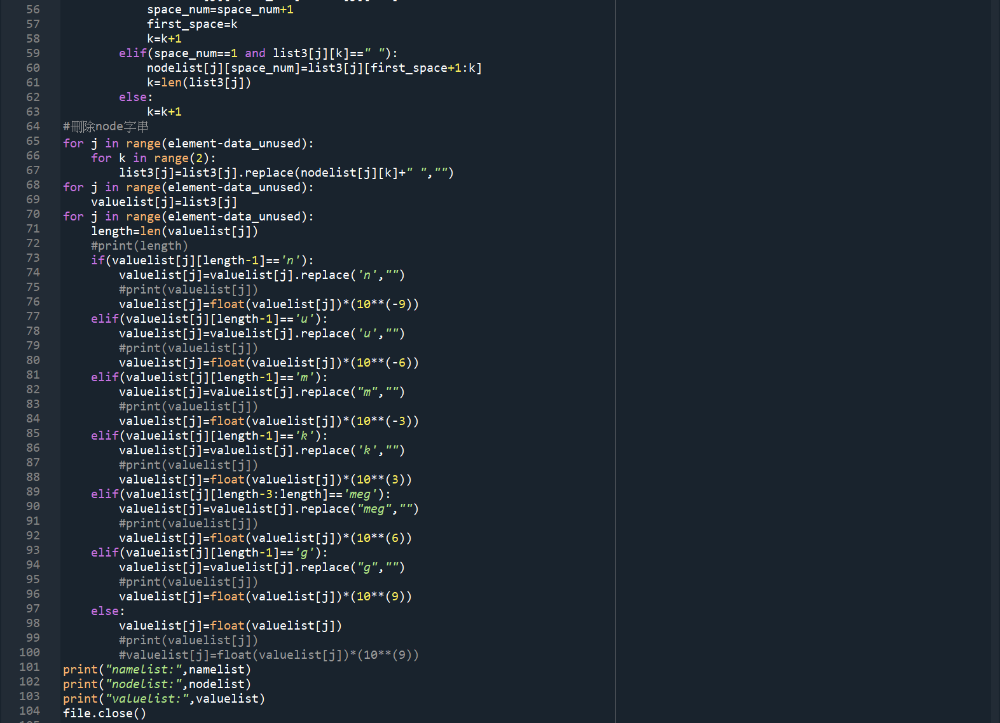 56 space_num=space_num+1
57 first_space=k
58 k=k+1
59 elif(space_num==1 and list3[j][k]==" "):
60 nodelist[j][space_num]=list3[j][first_space+1:k]
61 k=len(list3[j])
62 else:
63 k=k+1
64 #刪除node字串
65 for j in range(element-data_unused):
66 for k in range(2):
67 list3[j]=list3[j].replace(nodelist[j][k]+" ","")
68 for j in range(element-data_unused):
69 valuelist[j]=list3[j]
70 for j in range(element-data_unused):
71 length=len(valuelist[j])
72 #print(length)
73 if(valuelist[j][length-1]=='n'):
74 valuelist[j]=valuelist[j].replace('n',"")
75 #print(valuelist[j])
76 valuelist[j]=float(valuelist[j])*(10**(-9))
77 elif(valuelist[j][length-1]=='u'):
78 valuelist[j]=valuelist[j].replace('u',"")
79 #print(valuelist[j])
80 valuelist[j]=float(valuelist[j])*(10**(-6))
81 elif(valuelist[j][length-1]=='m'):
82 valuelist[j]=valuelist[j].replace("m","")
83 #print(valuelist[j])
84 valuelist[j]=float(valuelist[j])*(10**(-3))
85 elif(valuelist[j][length-1]=='k'):
86 valuelist[j]=valuelist[j].replace('k',"")
87 #print(valuelist[j])
88 valuelist[j]=float(valuelist[j])*(10**(3))
89 elif(valuelist[j][length-3:length]=='meg'):
90 valuelist[j]=valuelist[j].replace("meg","")
91 #print(valuelist[j])
92 valuelist[j]=float(valuelist[j])*(10**(6))
93 elif(valuelist[j][length-1]=='g'):
94 valuelist[j]=valuelist[j].replace("g","")
95 #print(valuelist[j])
96 valuelist[j]=float(valuelist[j])*(10**(9))
97 else:
98 valuelist[j]=float(valuelist[j])
99 #print(valuelist[j])
100 #valuelist[j]=float(valuelist[j])*(10**(9))
101 print("namelist:",namelist)
102 print("nodelist:",nodelist)
103 print("valuelist:",valuelist)
104 file.close()